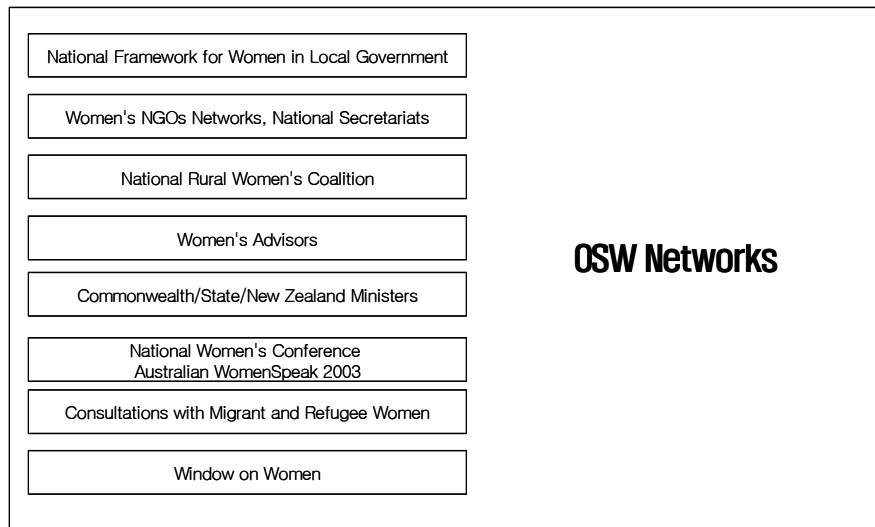 National Framework for Women in Local Government
Women's NGOs Networks, National Secretariats
National Rural Women's Coalition
Women's Advisors
Commonwealth/State/New Zealand Ministers
National Women's Conference
Australian WomenSpeak 2003
Consultations with Migrant and Refugee Women
Window on Women
OSW Networks